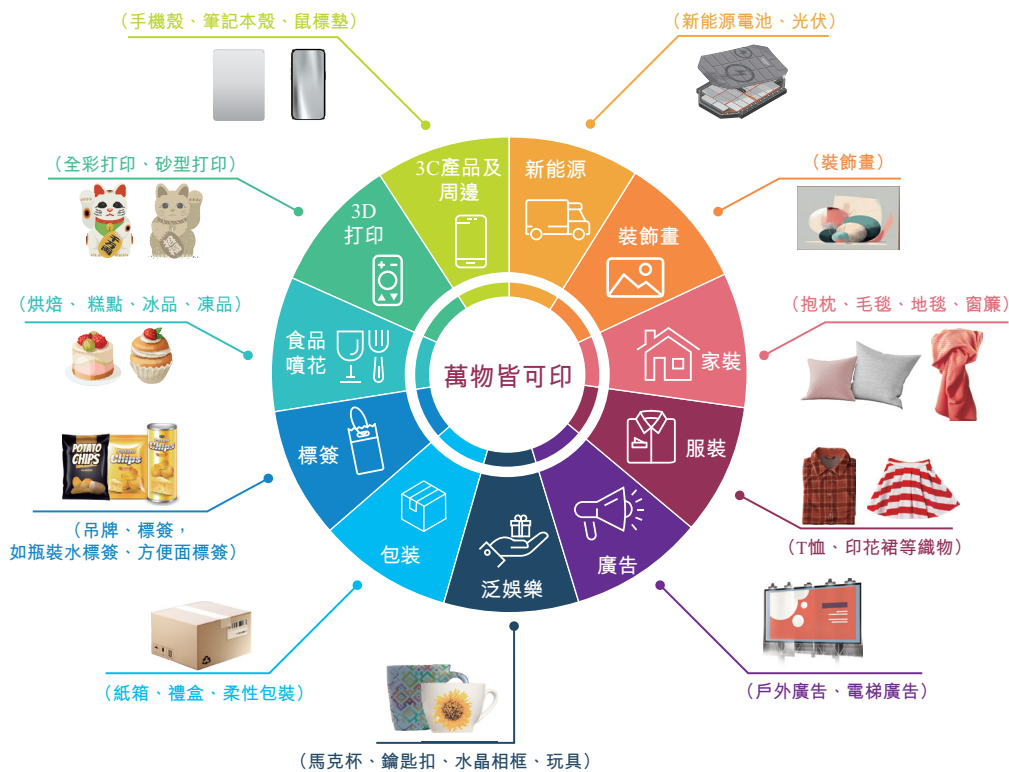 （手機殼、筆記本殼、鼠標墊）
（新能源電池、光伏）
（全彩打印、砂型打印）
（裝飾畫）
3C產品及
周邊
新能源
3D
打印
裝飾畫
（烘焙、 糕點、冰品、凍品）
（抱枕、毛毯、地毯、窗簾）
食品
噴花
萬物皆可印
家裝
標簽
服裝
POTATO
CHIPS
Chips
Chips
（吊牌、標簽，
如瓶裝水標簽、方便面標簽）
（T恤、印花裙等織物）
包裝
泛娛樂
廣告
（紙箱、禮盒、柔性包裝）
（戶外廣告、電梯廣告）
（馬克杯、鑰匙扣、水晶相框、玩具）